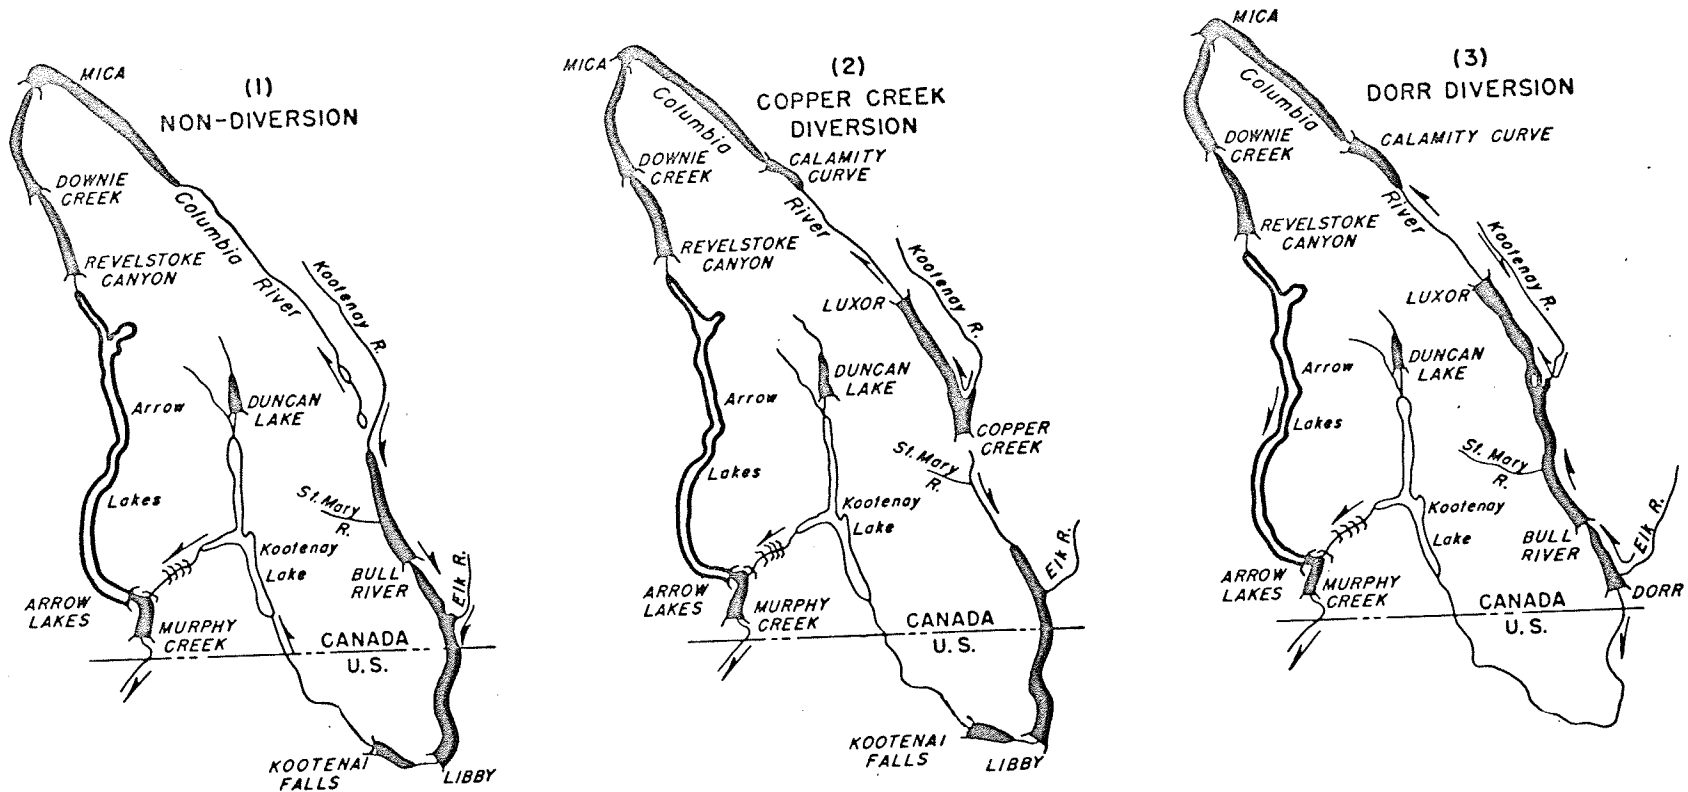 (1)
NON-DIVERSION
MICA
DOWNIE
CREEK
Columbia
River
REVELSTOKE
CANYON
Kootenay R.
DUNCAN
LAKE
Arrow
Lakes
St. Mary
R.
Kootenay
Lake
BULL
RIVER
Elk R.
ARROW
LAKES
MURPHY
CREEK
CANADA
U.S.
KOOTENAI
FALLS
LIBBY
(2)
COPPER CREEK
DIVERSION
MICA
Columbia
River
DOWNIE
CREEK
CALAMITY
CURVE
REVELSTOKE
CANYON
LUXOR
Kootenay R.
DUNCAN
LAKE
Arrow
Lakes
COPPER
CREEK
St. Mary
R.
Kootenay
Lake
Elk R.
ARROW
LAKES
MURPHY
CREEK
CANADA
U.S.
KOOTENAI
FALLS
LIBBY
(3)
DORR DIVERSION
MICA
Columbia
River
DOWNIE
CREEK
CALAMITY CURVE
REVELSTOKE
CANYON
LUXOR
Kootenay R.
DUNCAN
LAKE
Arrow
Lakes
St. Mary
R.
Kootenay
Lake
BULL
RIVER
Elk R.
ARROW
LAKES
MURPHY
CREEK
DORR
CANADA
U.S.